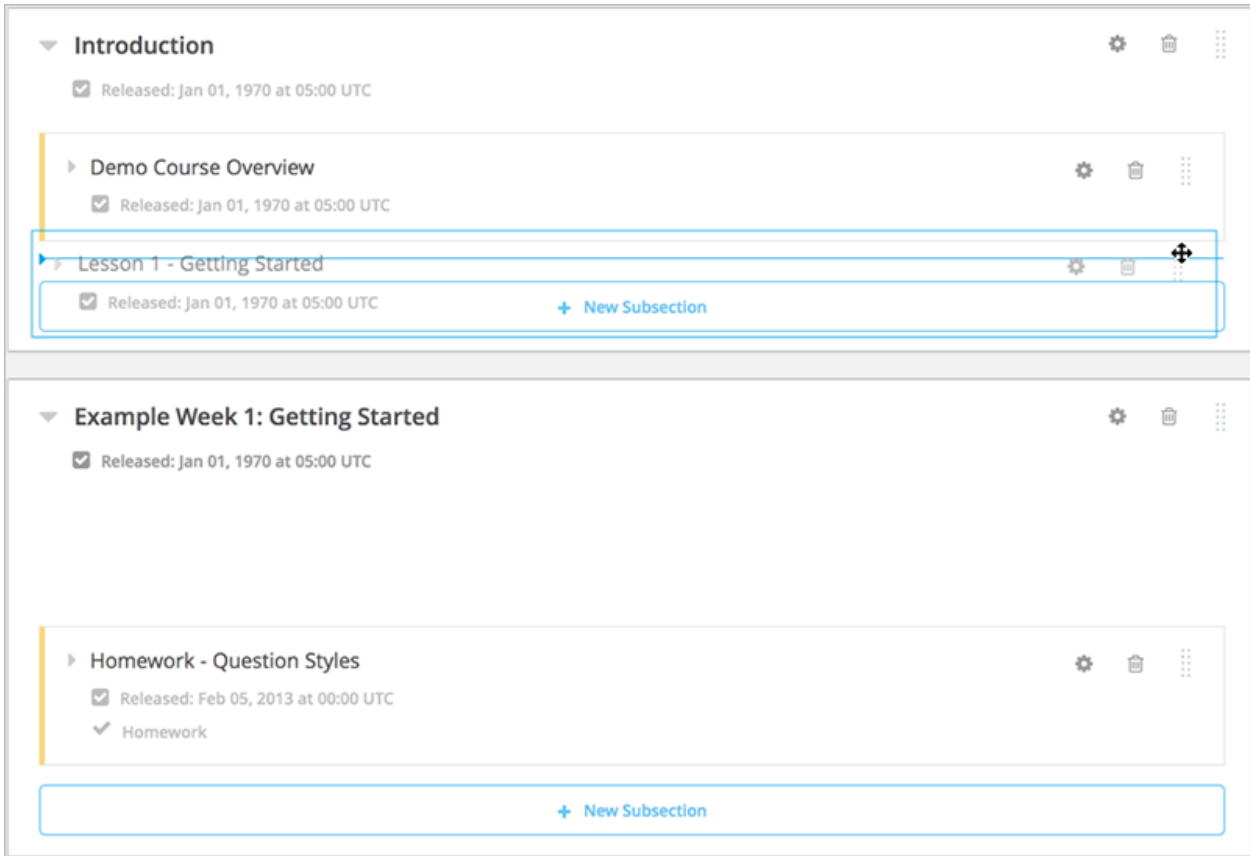 Introduction
Released: Jan 01, 1970 at 05:00 UTC
Demo Course Overview
Released: Jan 01, 1970 at 05:00 UTC
Lesson 1 - Getting Started
Released: Jan 01, 1970 at 05:00 UTC
+ New Subsection
Example Week 1: Getting Started
Released: Jan 01, 1970 at 05:00 UTC
Homework - Question Styles
Released: Feb 05, 2013 at 00:00 UTC
Homework
+ New Subsection